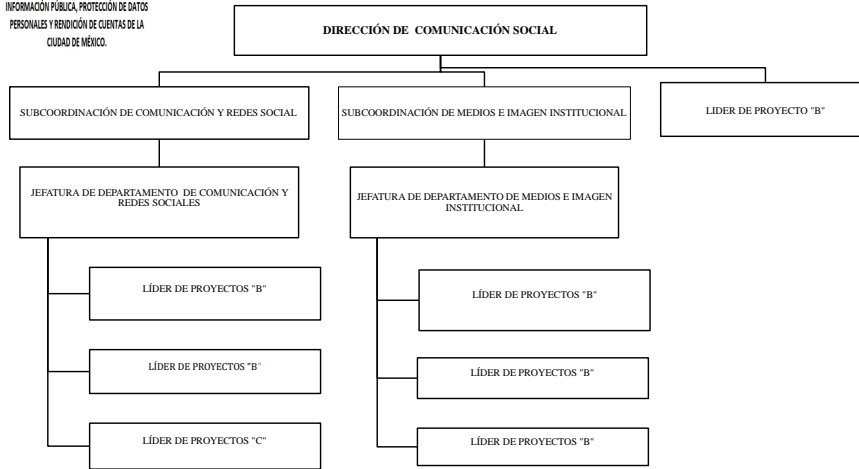 INFORMACIÓN PÚBLICA, PROTECCIÓN DE DATOS
PERSONALES Y RENDICIÓN DE CUENTAS DE LA
CIUDAD DE MÉXICO.
DIRECCIÓN DE COMUNICACIÓN SOCIAL
SUBCOORDINACIÓN DE COMUNICACIÓN Y REDES SOCIAL
SUBCOORDINACIÓN DE MEDIOS E IMAGEN INSTITUCIONAL
LIDER DE PROYECTO "B"
JEFATURA DE DEPARTAMENTO DE COMUNICACIÓN Y
REDES SOCIALES
JEFATURA DE DEPARTAMENTO DE MEDIOS E IMAGEN
INSTITUCIONAL
LÍDER DE PROYECTOS "B"
LÍDER DE PROYECTOS "B"
LÍDER DE PROYECTOS "C"
LÍDER DE PROYECTOS "B"
LÍDER DE PROYECTOS "B"
LÍDER DE PROYECTOS "B"